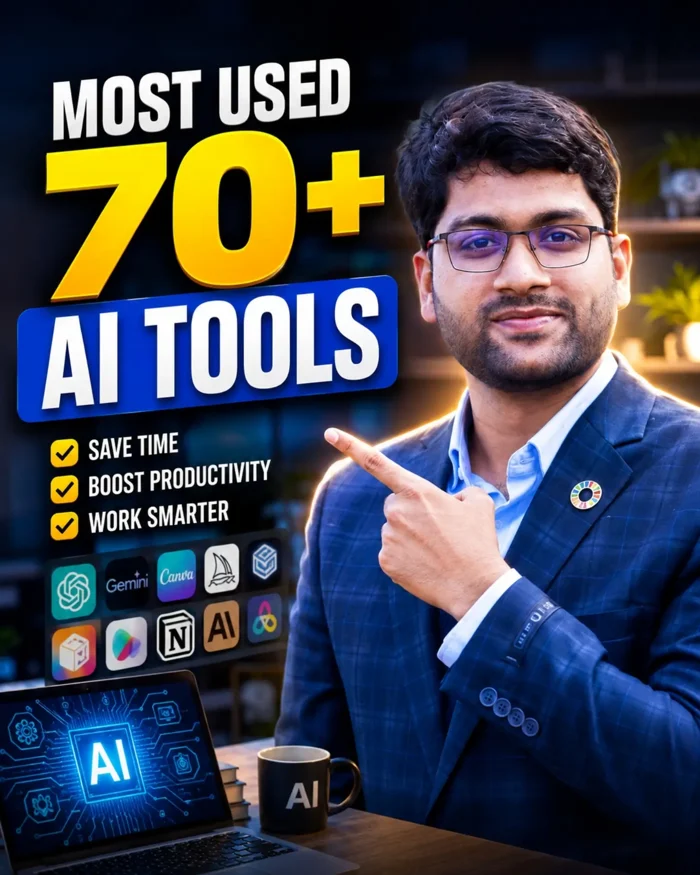 MOST USED
70+
AI TOOLS
SAVE TIME
BOOST PRODUCTIVITY
WORK SMARTER
Gemini
Canva
N
AI
AI
AI